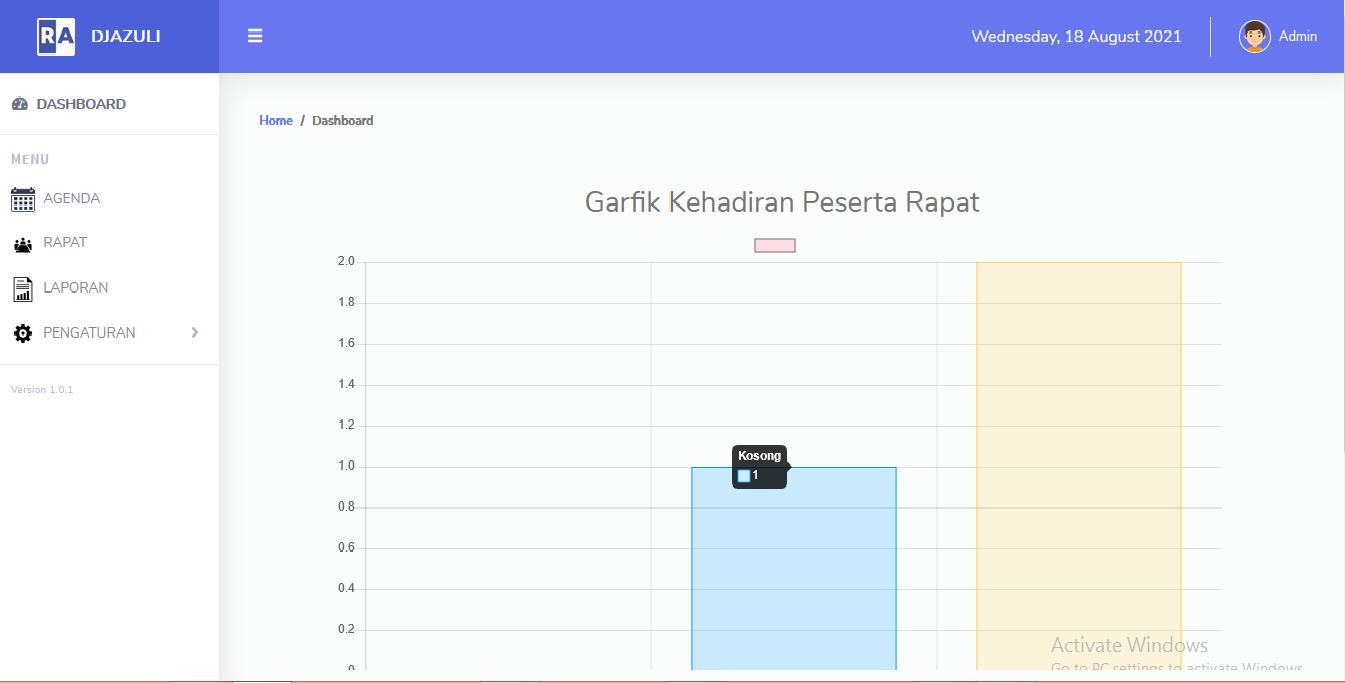 RA DJAZULI
Wednesday, 18 August 2021
Admin
DASHBOARD
MENU
AGENDA
RAPAT
LAPORAN
PENGATURAN
Version 1.0.1
Home / Dashboard
Garfik Kehadiran Peserta Rapat
2.0
1.8
1.6
1.4
1.2
1.0
0.8
0.6
0.4
0.2
0
Kosong
1
Activate Windows
Go to PC settings to activate Windows.